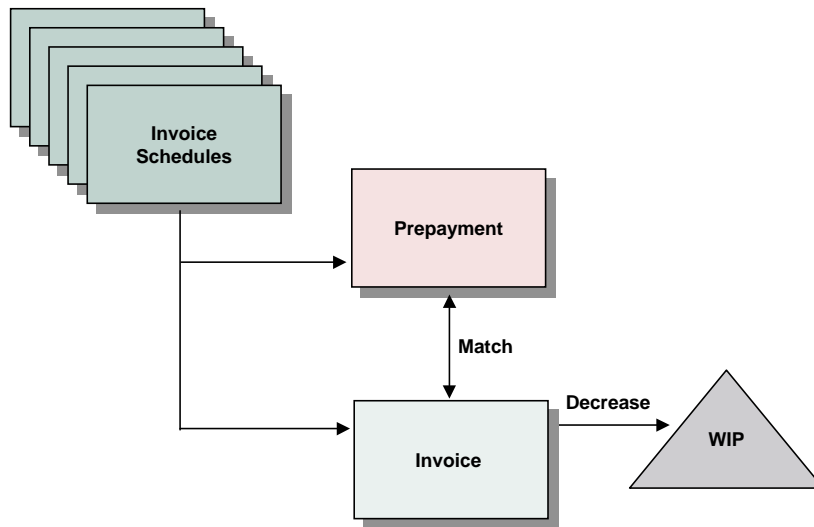 Invoice
Schedules
Prepayment
Match
Decrease
WIP
Invoice